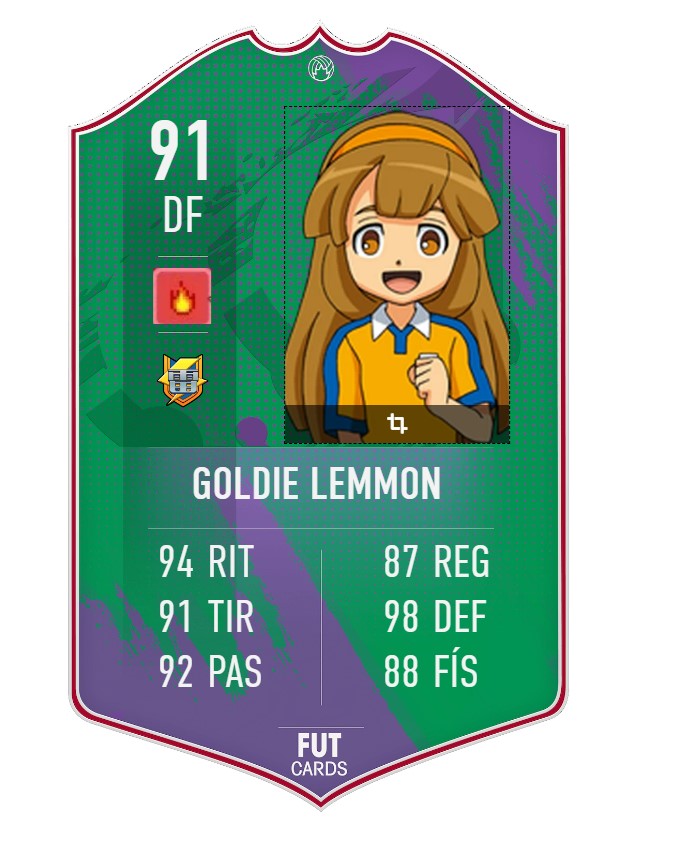 91
DF
GOLDIE LEMMON
94 RIT
91 TIR
92 PAS
87 REG
98 DEF
88 FÍS
FUT
CARDS